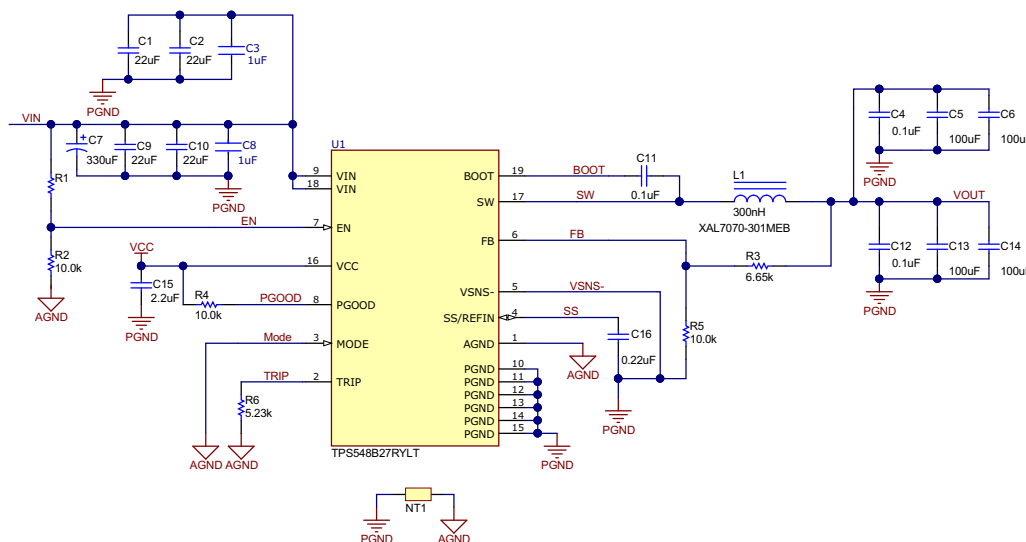 C1
22uF
C2
22uF
C3
1uF
PGND
VIN
C7
330uF
C9
22uF
C10
22uF
C8
1uF
PGND
R1
EN
R2
10.0k
AGND
VCC
C15
2.2uF
PGND
R4
10.0k
PGOOD
Mode
TRIP
R6
5.23k
AGND
AGND
U1
9 VIN
18 VIN
7 EN
16 VCC
8 PGOOD
3 MODE
2 TRIP
BOOT 19
SW 17
FB 6
VSNS- 5
SS/REFIN 4
AGND 1
PGND 10
PGND 11
PGND 12
PGND 13
PGND 14
PGND 15
TPS548B27RYLT
BOOT
C11
0.1uF
SW
L1
300nH
XAL7070-301MEB
FB
R3
6.65k
VSNS-
SS
C16
0.22uF
R5
10.0k
AGND
PGND
PGND
C4
0.1uF
C5
100uF
C6
100u
PGND
VOUT
C12
0.1uF
C13
100uF
C14
100u
PGND
NT1
PGND
AGND